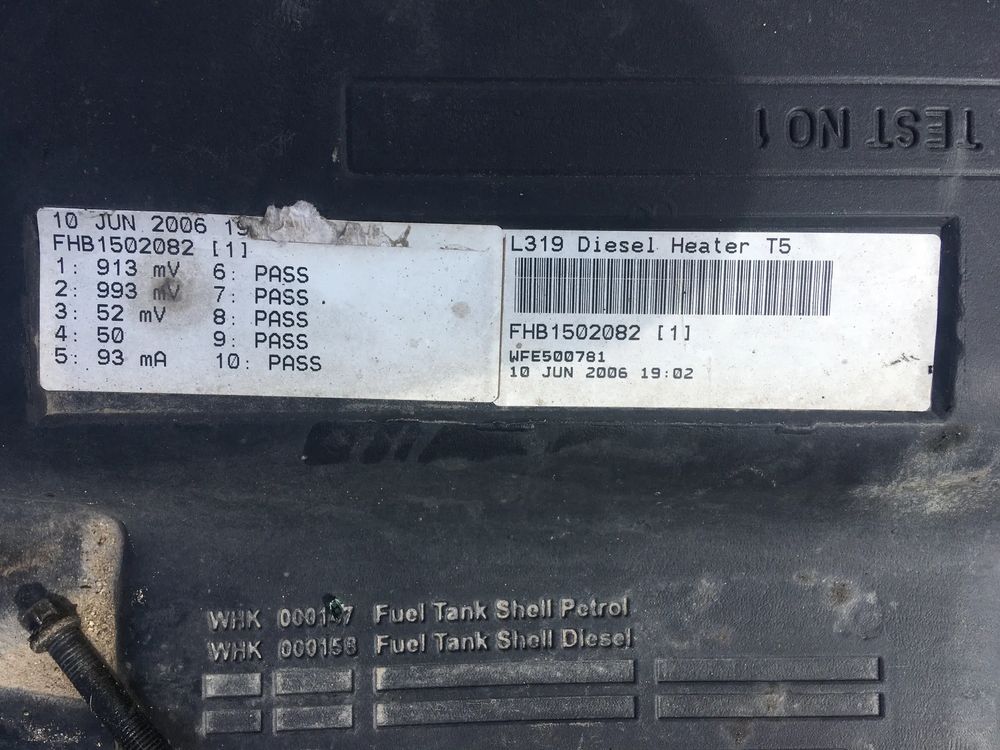 TEST NO 1
10 JUN 2006 19
FHB1502082 [1]
1: 913 mV 6: PASS
2: 993 mV 7: PASS
3: 52 mV 8: PASS
4: 50 9: PASS
5: 93 mA 10: PASS
L319 Diesel Heater T5
FHB1502082 [1]
WFE500781
10 JUN 2006 19:02
WHK Fuel Tank Shell Petrol
WHK 000158 Fuel Tank Shell Diesel